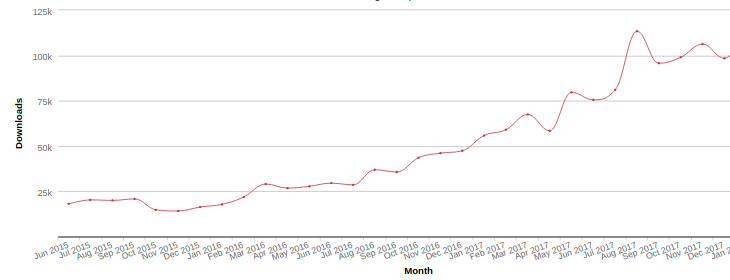 125k
100k
75k
50k
25k
Downloads
Jun 2015
Jul 2015
Aug 2015
Sep 2015
Oct 2015
Nov 2015
Dec 2015
Jan 2016
Feb 2016
Mar 2016
Apr 2016
May 2016
Jun 2016
Jul 2016
Aug 2016
Sep 2016
Oct 2016
Nov 2016
Dec 2016
Jan 2017
Feb 2017
Mar 2017
Apr 2017
May 2017
Jun 2017
Jul 2017
Aug 2017
Sep 2017
Oct 2017
Nov 2017
Dec 2017
Jan 2
Month